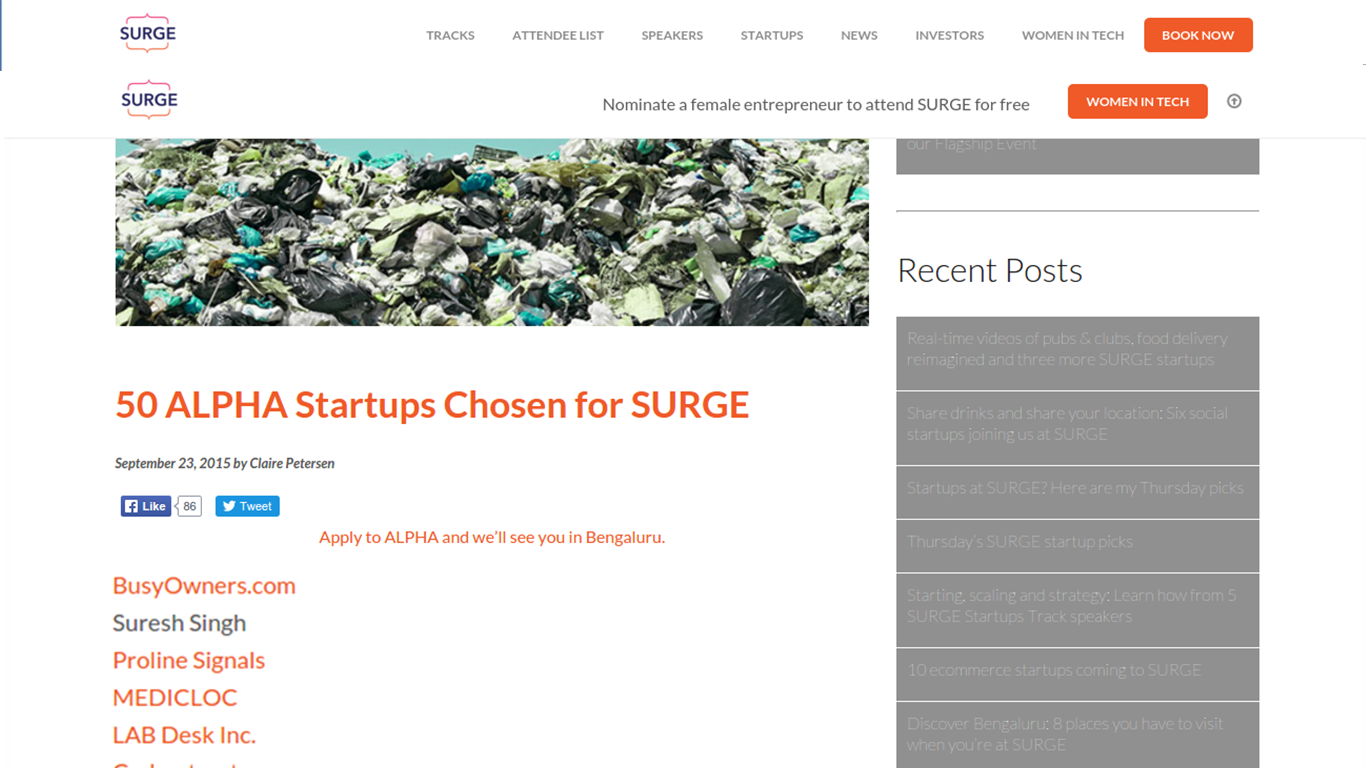 SURGE
TRACKS ATTENDEE LIST SPEAKERS STARTUPS NEWS INVESTORS WOMEN IN TECH BOOK NOW
SURGE
Nominate a female entrepreneur to attend SURGE for free WOMEN IN TECH
our Flagship Event
50 ALPHA Startups Chosen for SURGE
September 23, 2015 by Claire Petersen
Like 86 Tweet
Apply to ALPHA and we'll see you in Bengaluru.
BusyOwners.com
Suresh Singh
Proline Signals
MEDICLOC
LAB Desk Inc.
Recent Posts
Real-time videos of pubs & clubs, food delivery
reimagined and three more SURGE startups
Share drinks and share your location: Six social
startups joining us at SURGE
Startups at SURGE? Here are my Thursday picks
Thursday's SURGE startup picks
Starting, scaling and strategy: Learn how from 5
SURGE Startups Track speakers
10 ecommerce startups coming to SURGE
Discover Bengaluru: 8 places you have to visit
when you're at SURGE